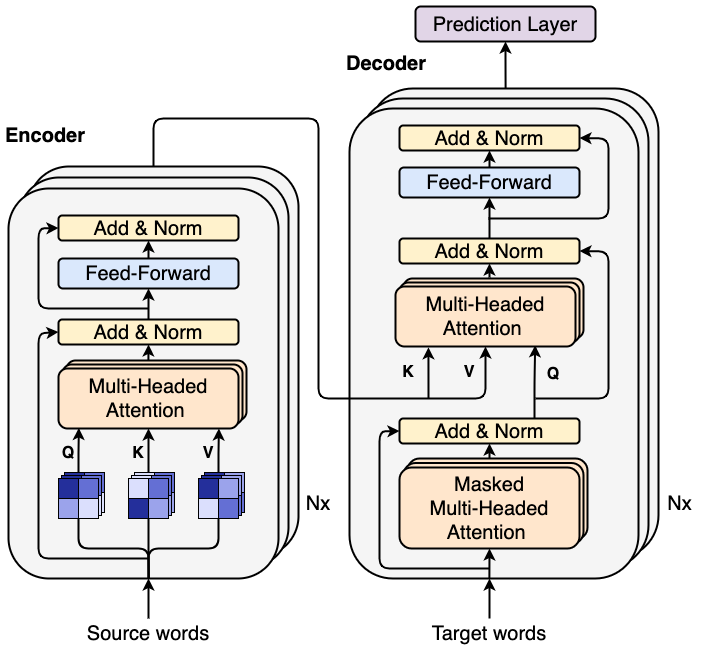 Prediction Layer
Decoder
Add & Norm
Feed-Forward
Add & Norm
Multi-Headed
Attention
K
V
Q
Add & Norm
Masked
Multi-Headed
Attention
Nx
Target words
Encoder
Add & Norm
Feed-Forward
Add & Norm
Multi-Headed
Attention
Q
K
V
Nx
Source words